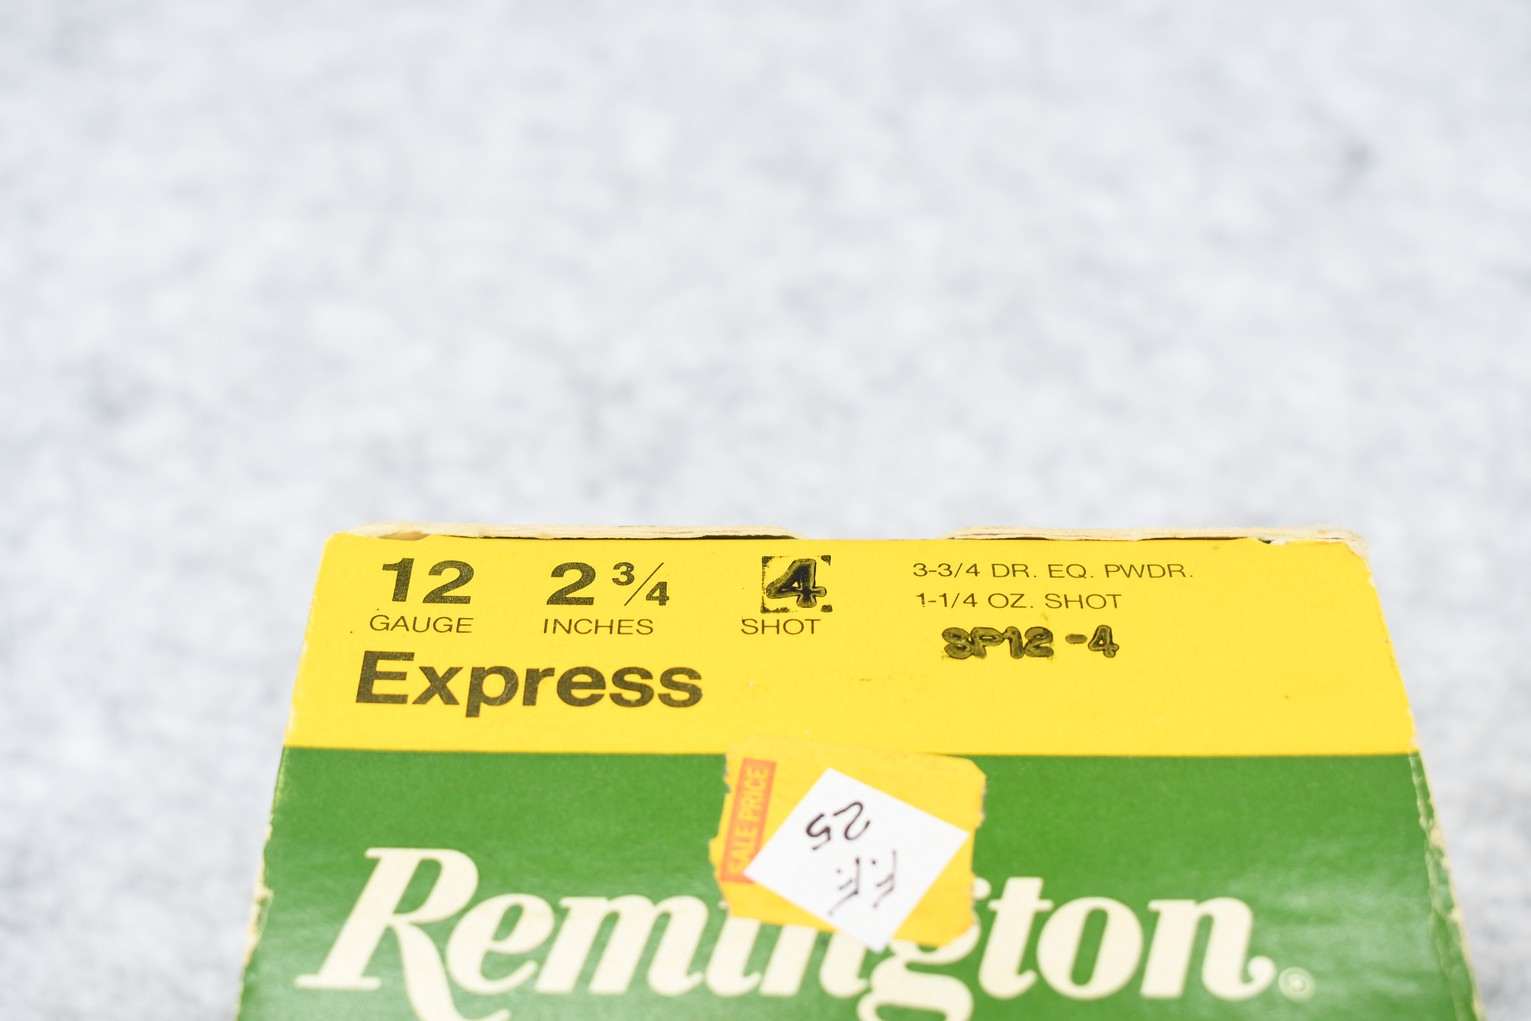 12 2 3/4 4
GAUGE INCHES SHOT
3-3/4 DR. EQ. PWDR.
1-1/4 OZ. SHOT
SP12-4
Express
SALE PRICE
25
F.F.
Remington®